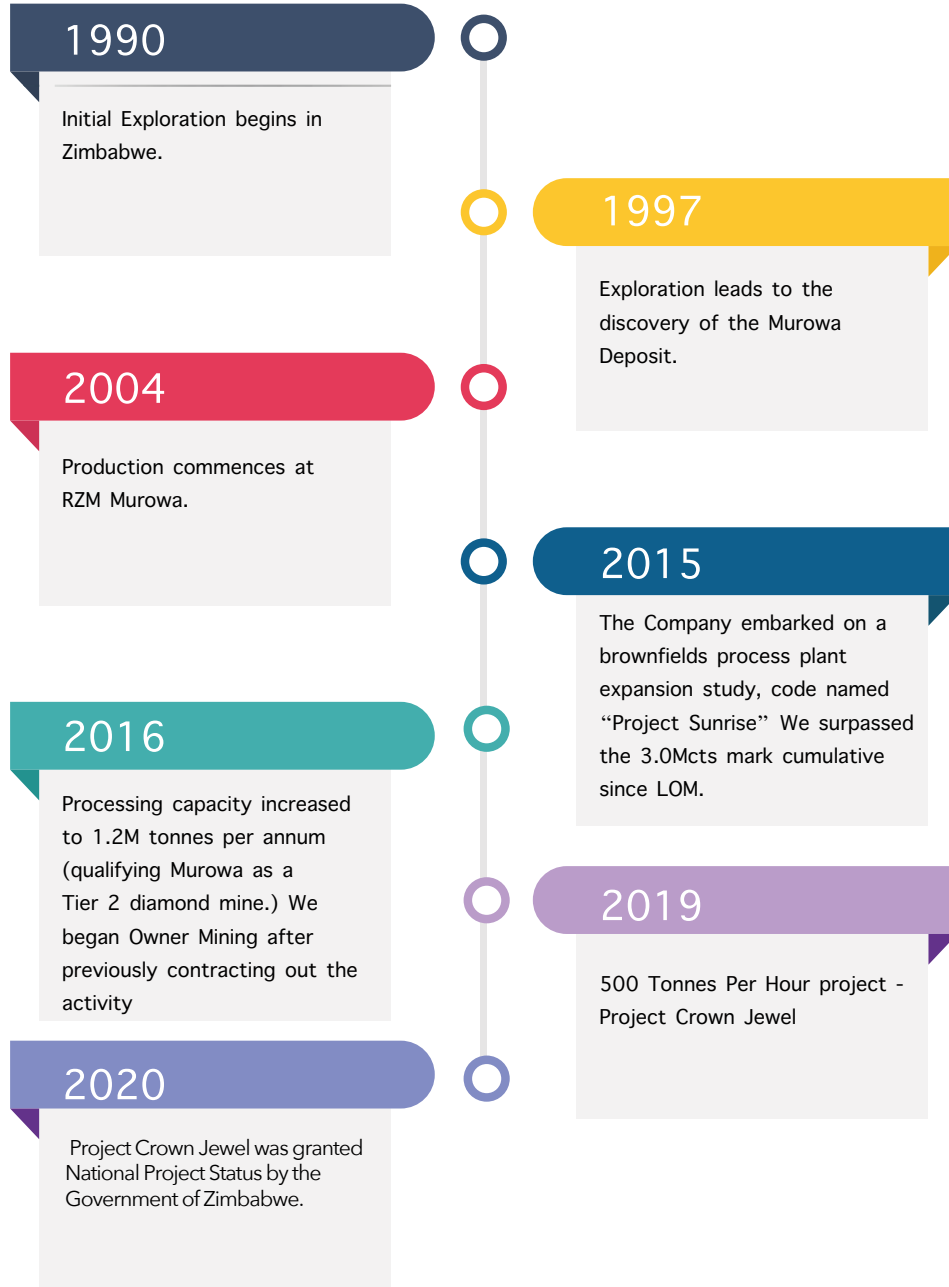 1990
Initial Exploration begins in
Zimbabwe.
1997
Exploration leads to the
discovery of the Murowa
Deposit.
2004
Production commences at
RZM Murowa.
2015
The Company embarked on a
brownfields process plant
expansion study, code named
“Project Sunrise” We surpassed
the 3.0Mcts mark cumulative
since LOM.
2016
Processing capacity increased
to 1.2M tonnes per annum
(qualifying Murowa as a
Tier 2 diamond mine.) We
began Owner Mining after
previously contracting out the
activity
2019
500 Tonnes Per Hour project -
Project Crown Jewel
2020
Project Crown Jewel was granted
National Project Status by the
Government of Zimbabwe.